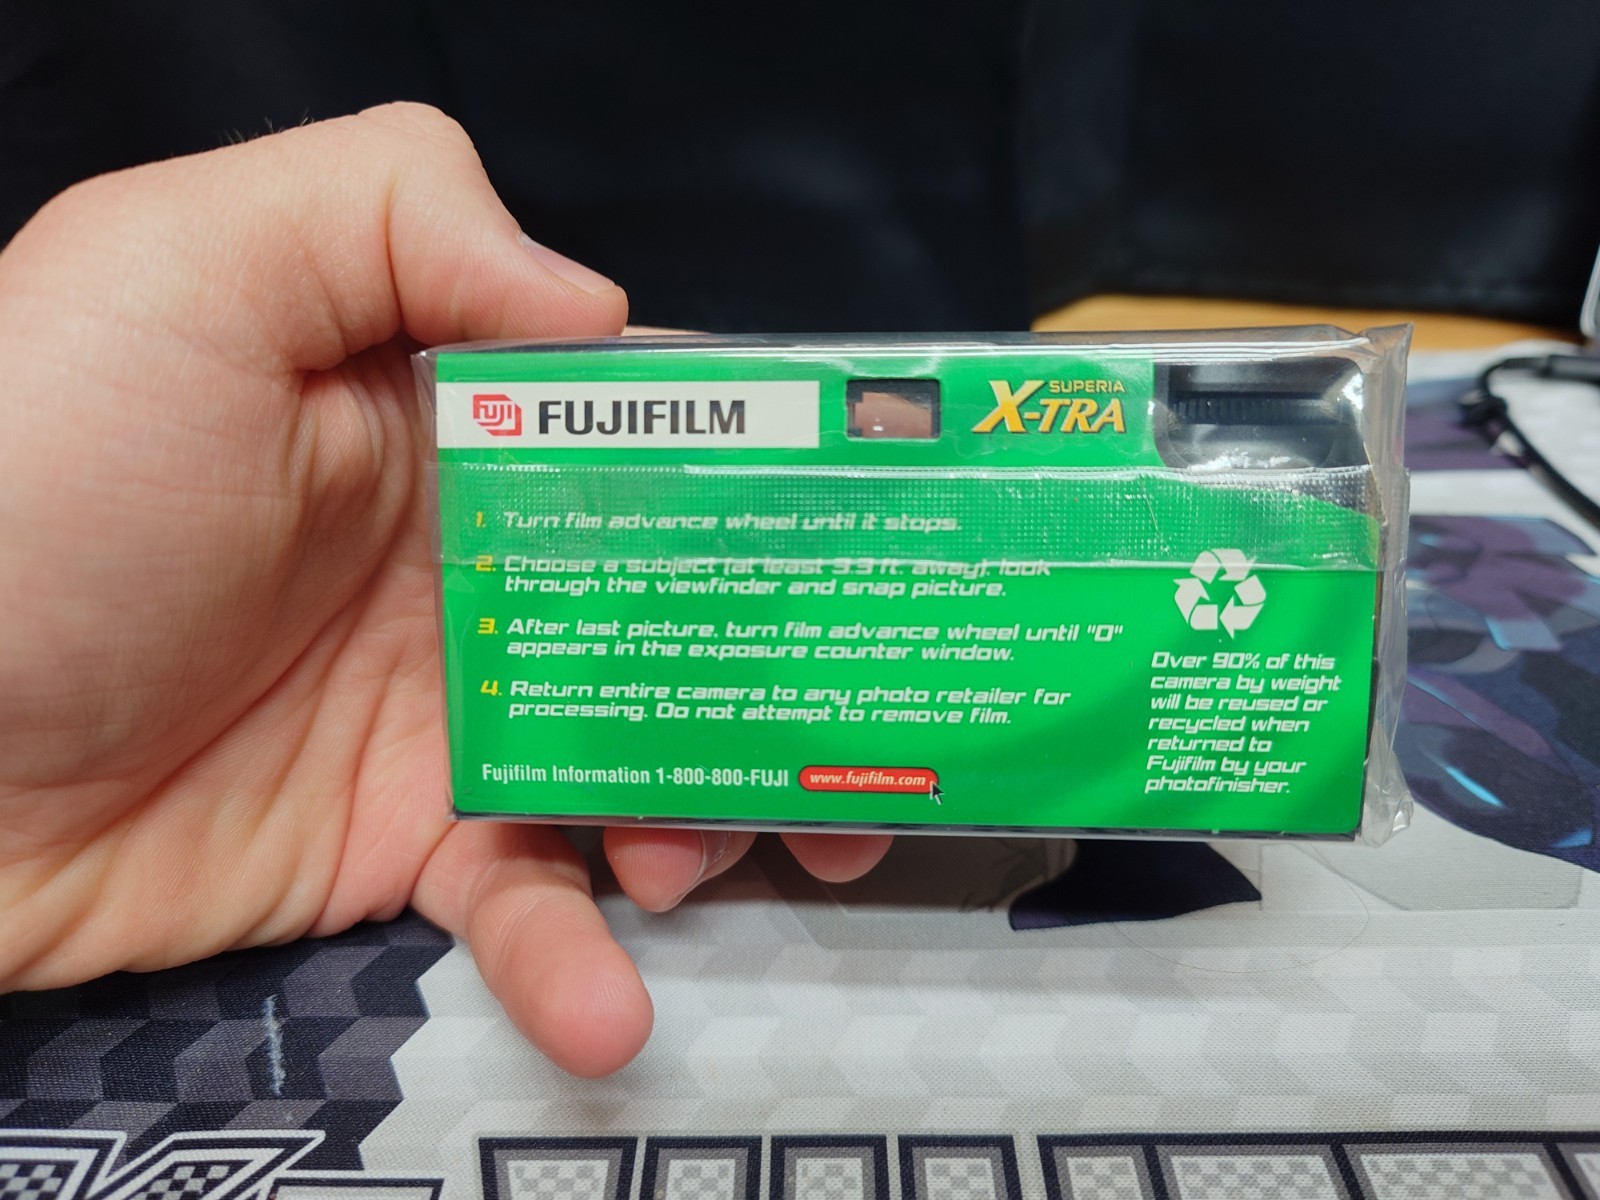 FUJI FUJIFILM
SUPERIA
X-TRA
1. Turn film advance wheel until it stops.
2. Choose a subject (at least 3.3 ft. away), look
through the viewfinder and snap picture.
3. After last picture, turn film advance wheel until "0"
appears in the exposure counter window.
4. Return entire camera to any photo retailer for
processing. Do not attempt to remove film.
Over 90% of this
camera by weight
will be reused or
recycled when
returned to
Fujifilm by your
photofinisher.
Fujifilm Information 1-800-800-FUJI www.fujifilm.com